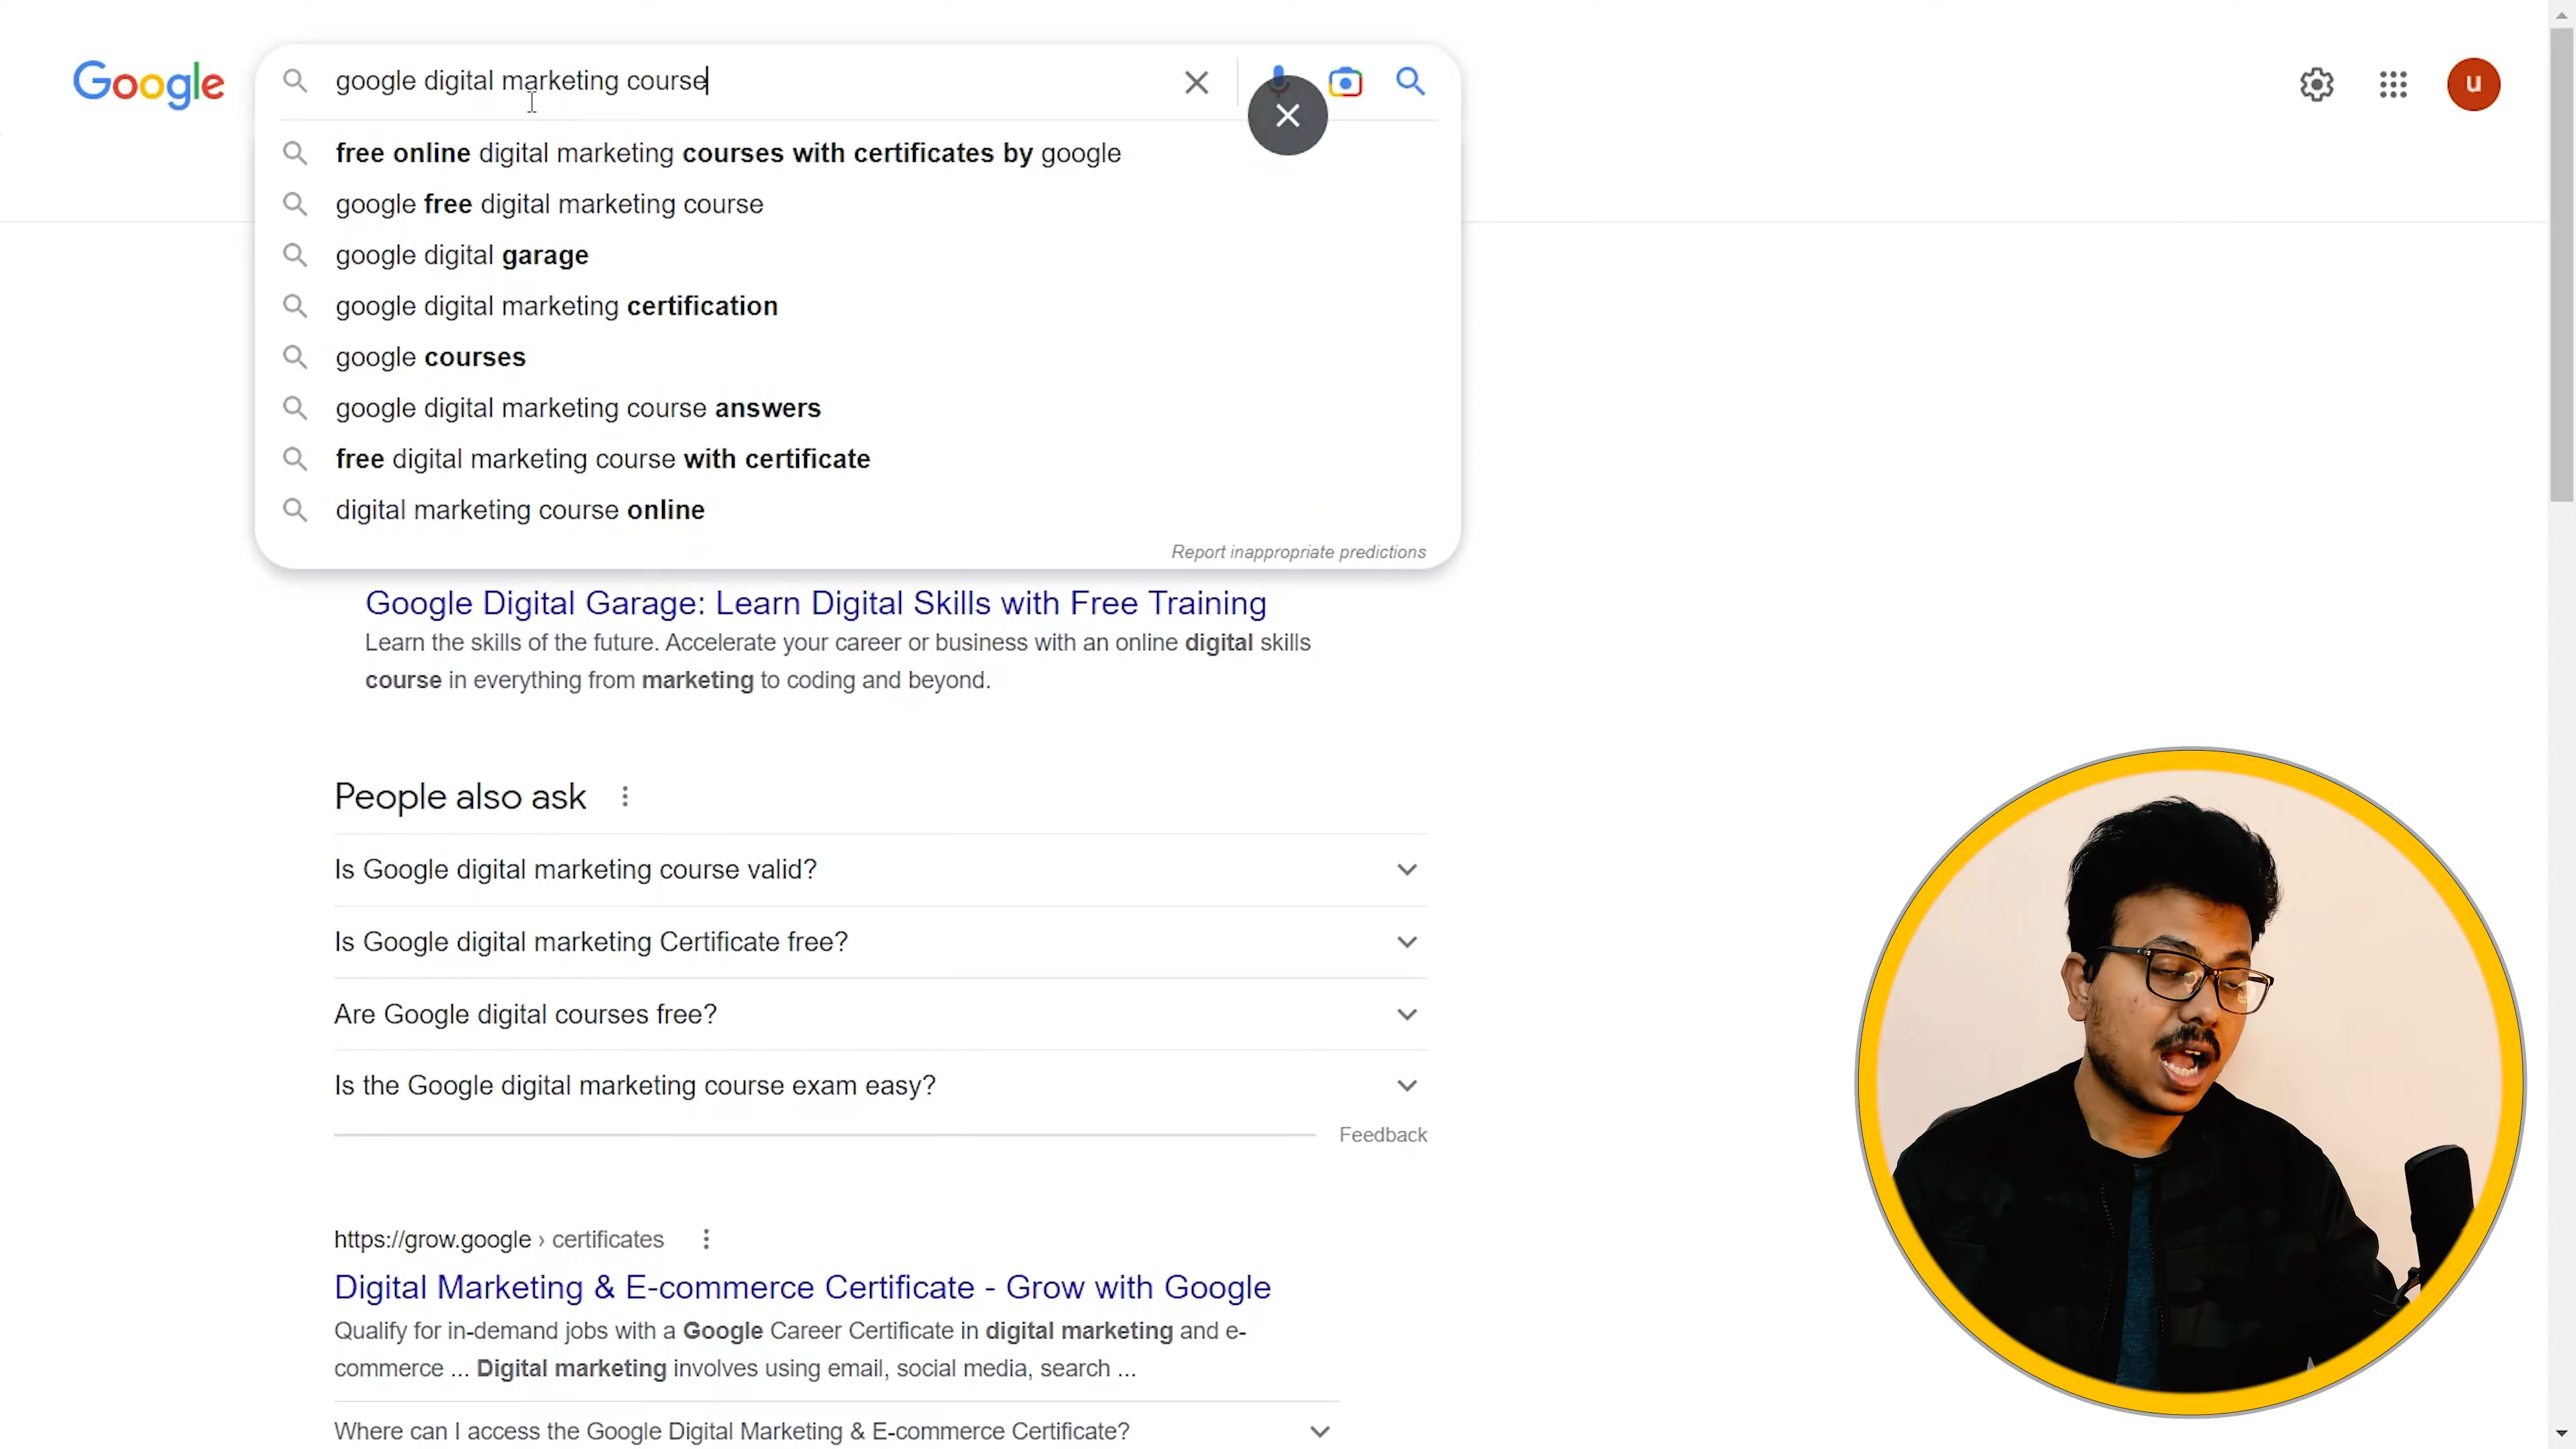 Google
google digital marketing course
u
free online digital marketing courses with certificates by google
google free digital marketing course
google digital garage
google digital marketing certification
google courses
google digital marketing course answers
free digital marketing course with certificate
digital marketing course online
Report inappropriate predictions
Google Digital Garage: Learn Digital Skills with Free Training
Learn the skills of the future. Accelerate your career or business with an online digital skills
course in everything from marketing to coding and beyond.
People also ask
Is Google digital marketing course valid?
Is Google digital marketing Certificate free?
Are Google digital courses free?
Is the Google digital marketing course exam easy?
Feedback
https://grow.google › certificates
Digital Marketing & E-commerce Certificate - Grow with Google
Qualify for in-demand jobs with a Google Career Certificate in digital marketing and e-
commerce ... Digital marketing involves using email, social media, search ...
Where can I access the Google Digital Marketing & E-commerce Certificate?